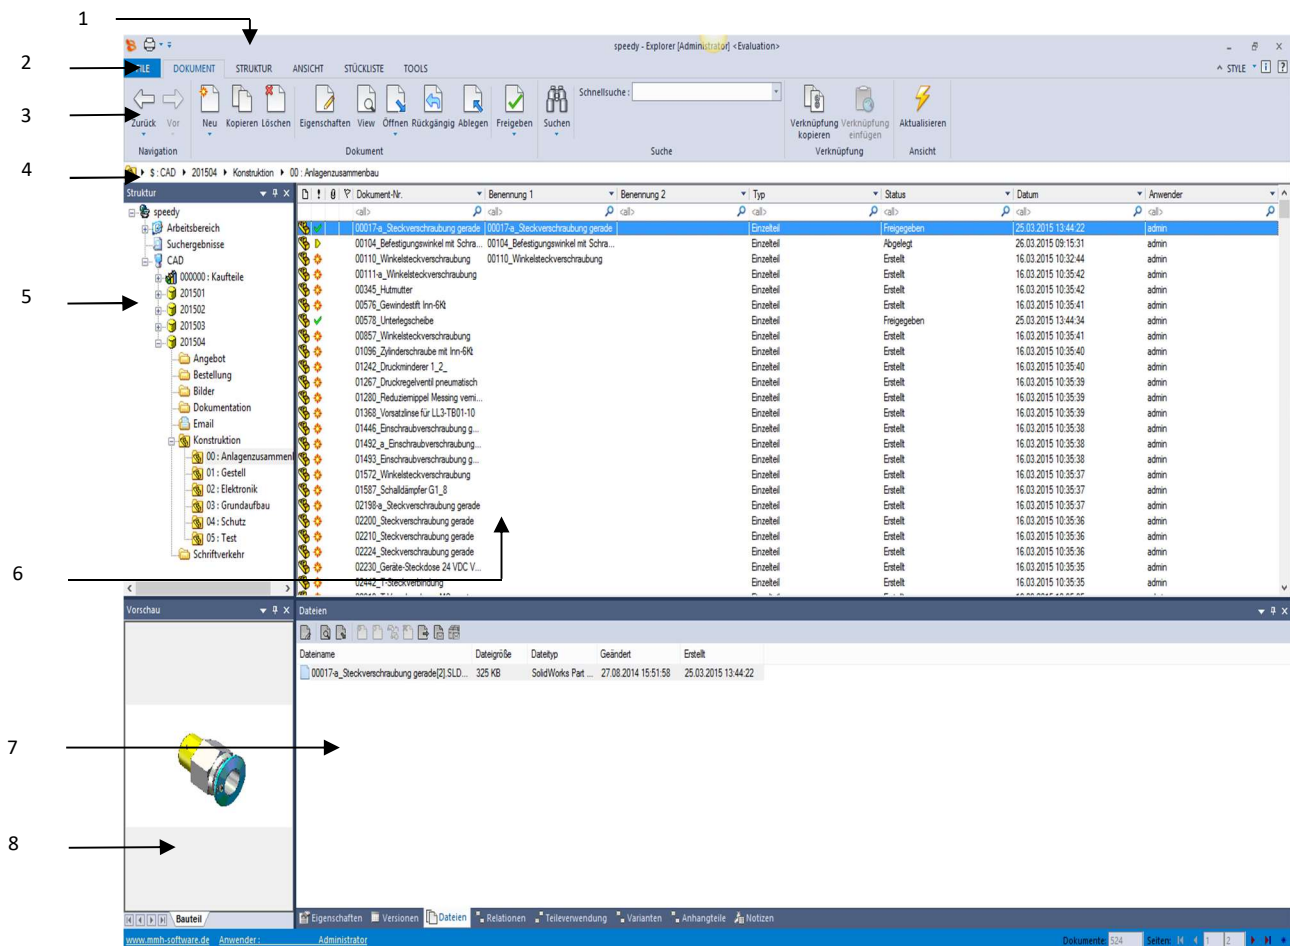 1
speedy - Explorer [Administrator] <Evaluation>
2
FILE DOKUMENT STRUKTUR ANSICHT STÜCKLISTE TOOLS STYLE
3
Schnellsuche :
Zurück Vor Neu Kopieren Löschen Eigenschaften View Öffnen Rückgängig Ablegen Freigeben Suchen Verknüpfung kopieren Verknüpfung einfügen Aktualisieren
Navigation Dokument Suche Verknüpfung Ansicht
4
$ : CAD 201504 Konstruktion 00 : Anlagenzusammenbau
Struktur
speedy
Arbeitsbereich
Suchergebnisse
CAD
000000 : Kaufteile
5
201501
201502
201503
201504
Angebot
Bestellung
Bilder
Dokumentation
Email
Konstruktion
00 : Anlagenzusammen
01 : Gestell
02 : Elektronik
03 : Grundaufbau
04 : Schutz
05 : Test
Schriftverkehr
Dokument-Nr. Benennung 1 Benennung 2 Typ Status Datum Anwender
<all> <all> <all> <all> <all> <all> <all>
00017-a_Steckverschraubung gerade 00017-a_Steckverschraubung gerade Einzelteil Freigegeben 25.03.2015 13:44:22 admin
00104_Befestigungswinkel mit Schra... 00104_Befestigungswinkel mit Schra... Einzelteil Abgelegt 26.03.2015 09:15:31 admin
00110_Winkelsteckverschraubung 00110_Winkelsteckverschraubung Einzelteil Erstellt 16.03.2015 10:32:44 admin
00111-a_Winkelsteckverschraubung Einzelteil Erstellt 16.03.2015 10:35:42 admin
00345_Hutmutter Einzelteil Erstellt 16.03.2015 10:35:42 admin
00576_Gewindestift Inn-6Kt Einzelteil Erstellt 16.03.2015 10:35:41 admin
00578_Unterlegscheibe Einzelteil Freigegeben 25.03.2015 13:44:34 admin
00857_Winkelsteckverschraubung Einzelteil Erstellt 16.03.2015 10:35:41 admin
01096_Zylinderschraube mit Inn-6Kt Einzelteil Erstellt 16.03.2015 10:35:40 admin
01242_Druckminderer 1_2_ Einzelteil Erstellt 16.03.2015 10:35:40 admin
01267_Druckregelventil pneumatisch Einzelteil Erstellt 16.03.2015 10:35:39 admin
01280_Reduziernippel Messing verni... Einzelteil Erstellt 16.03.2015 10:35:39 admin
01368_Vorsatzlinse für LL3-TB01-10 Einzelteil Erstellt 16.03.2015 10:35:39 admin
01446_Einschraubverschraubung g... Einzelteil Erstellt 16.03.2015 10:35:38 admin
01492_a_Einschraubverschraubung... Einzelteil Erstellt 16.03.2015 10:35:38 admin
01493_Einschraubverschraubung g... Einzelteil Erstellt 16.03.2015 10:35:38 admin
01572_Winkelsteckverschraubung Einzelteil Erstellt 16.03.2015 10:35:37 admin
01587_Schalldämpfer G1_8 Einzelteil Erstellt 16.03.2015 10:35:37 admin
02198-a_Steckverschraubung gerade Einzelteil Erstellt 16.03.2015 10:35:37 admin
02200_Steckverschraubung gerade Einzelteil Erstellt 16.03.2015 10:35:36 admin
02210_Steckverschraubung gerade Einzelteil Erstellt 16.03.2015 10:35:36 admin
02224_Steckverschraubung gerade Einzelteil Erstellt 16.03.2015 10:35:36 admin
02230_Geräte-Steckdose 24 VDC V... Einzelteil Erstellt 16.03.2015 10:35:35 admin
6
02442_T-Steckverbindung Einzelteil Erstellt 16.03.2015 10:35:35 admin
Vorschau Dateien
Dateiname Dateigröße Dateityp Geändert Erstellt
00017-a_Steckverschraubung gerade[2].SLD... 325 KB SolidWorks Part ... 27.08.2014 15:51:58 25.03.2015 13:44:22
7
8
Bauteil Eigenschaften Versionen Dateien Relationen Teileverwendung Varianten Anhangteile Notizen
www.mmh-software.de Anwender : Administrator Dokumente: 524 Seiten: 1 2